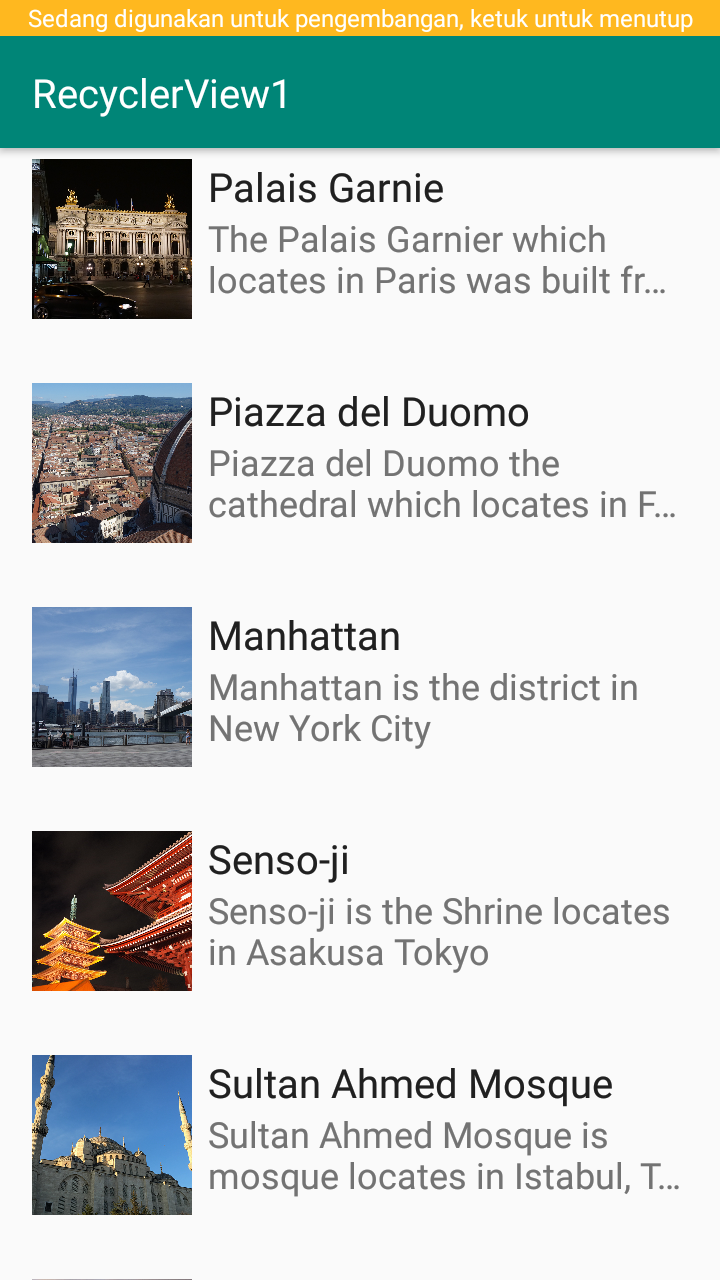 Sedang digunakan untuk pengembangan, ketuk untuk menutup
RecyclerView1
Palais Garnie
The Palais Garnier which
locates in Paris was built fr...
Piazza del Duomo
Piazza del Duomo the
cathedral which locates in F...
Manhattan
Manhattan is the district in
New York City
Senso-ji
Senso-ji is the Shrine locates
in Asakusa Tokyo
Sultan Ahmed Mosque
Sultan Ahmed Mosque is
mosque locates in Istabul, T...